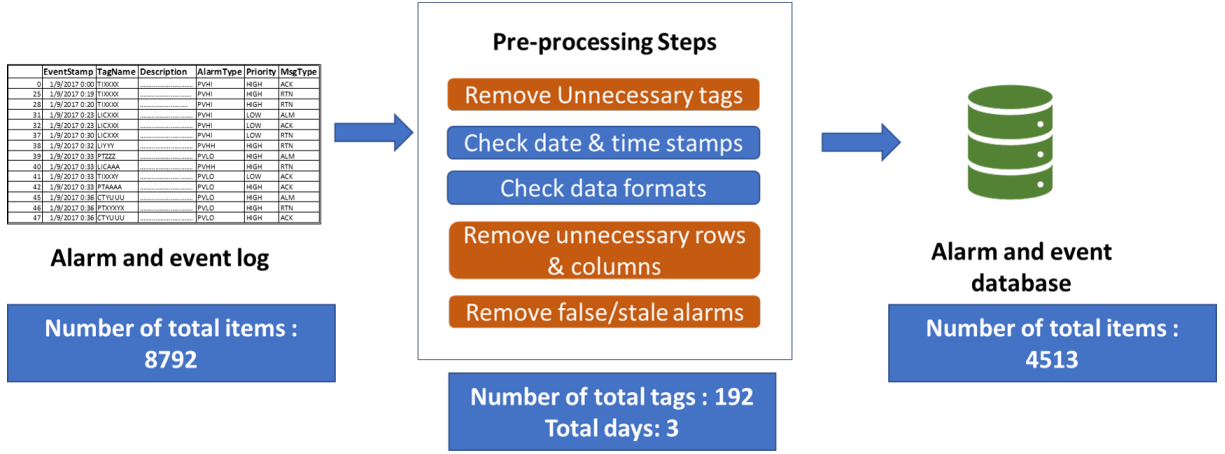 Pre-processing Steps
EventStamp TagName Description AlarmType Priority MsgType
0 1/9/2017 0:00 TIXXXX ............................ PVHI HIGH ACK
25 1/9/2017 0:19 TIXXXX ............................ PVHI HIGH RTN
28 1/9/2017 0:20 TIXXXX ............................ PVHI HIGH RTN
31 1/9/2017 0:23 LICXXX ............................ PVHI LOW ALM
32 1/9/2017 0:23 LICXXX ............................ PVHI LOW ACK
37 1/9/2017 0:30 LICXXX ............................ PVHI LOW RTN
38 1/9/2017 0:32 LIYYY ............................ PVHH HIGH RTN
39 1/9/2017 0:33 PTZZZ ............................ PVLO HIGH ALM
40 1/9/2017 0:33 LICAAA ............................ PVHH HIGH RTN
41 1/9/2017 0:33 TIXXXY ............................ PVLO LOW ACK
42 1/9/2017 0:33 PTAAAA ............................ PVLO HIGH ACK
45 1/9/2017 0:36 CTYUUU ............................ PVLO HIGH ALM
46 1/9/2017 0:36 PTXYXYX ............................ PVLO HIGH RTN
47 1/9/2017 0:36 CTYUUU ............................ PVLO HIGH ACK
Alarm and event log
Number of total items :
8792
Remove Unnecessary tags
Check date & time stamps
Check data formats
Remove unnecessary rows
& columns
Remove false/stale alarms
Number of total tags : 192
Total days: 3
Alarm and event
database
Number of total items :
4513